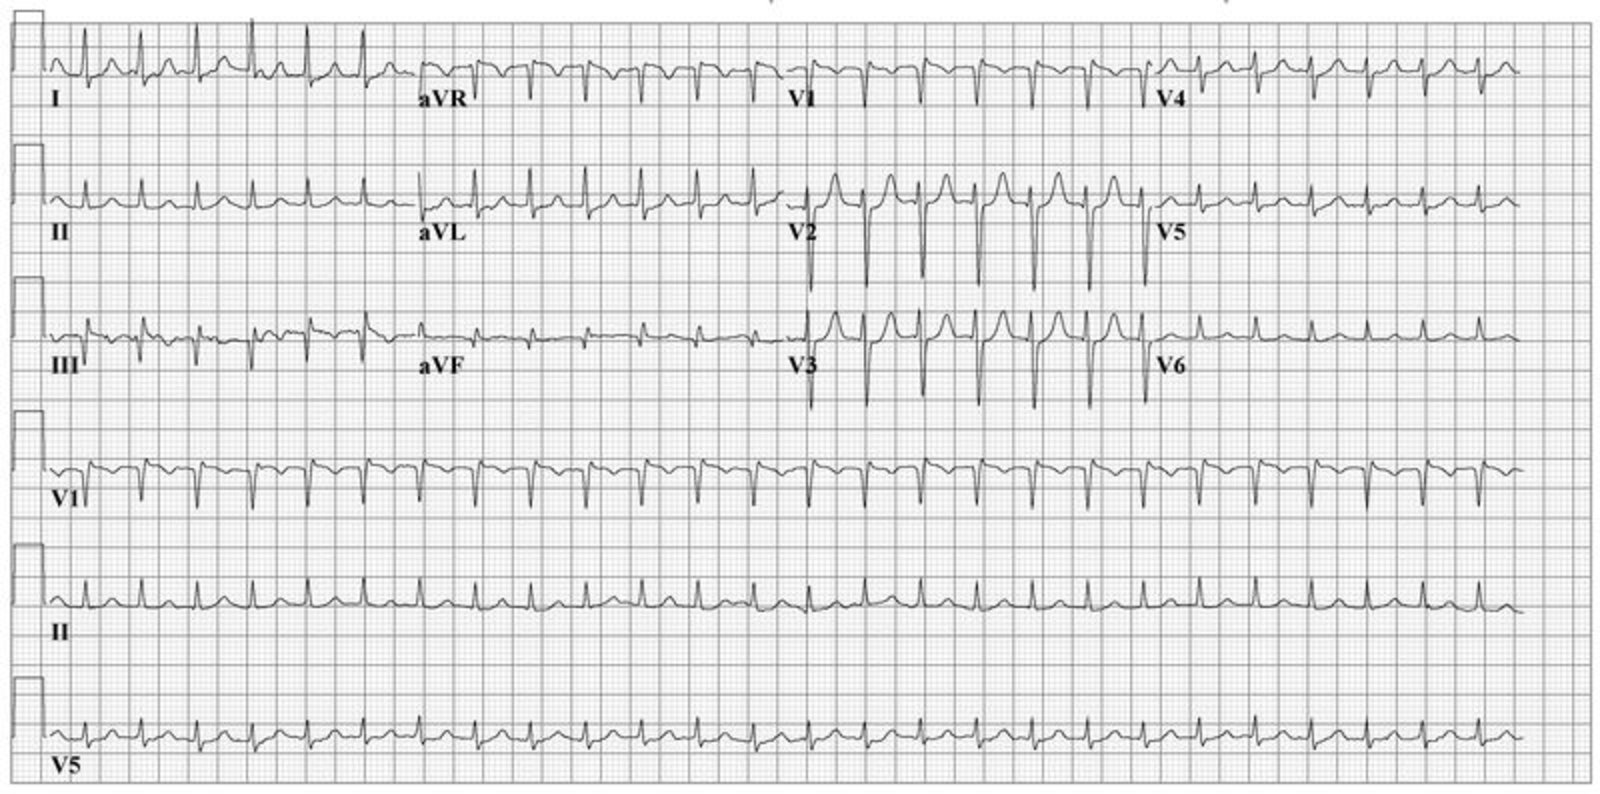 I aVR V1 V4
II aVL V2 V5
III aVF V3 V6
V1
II
V5